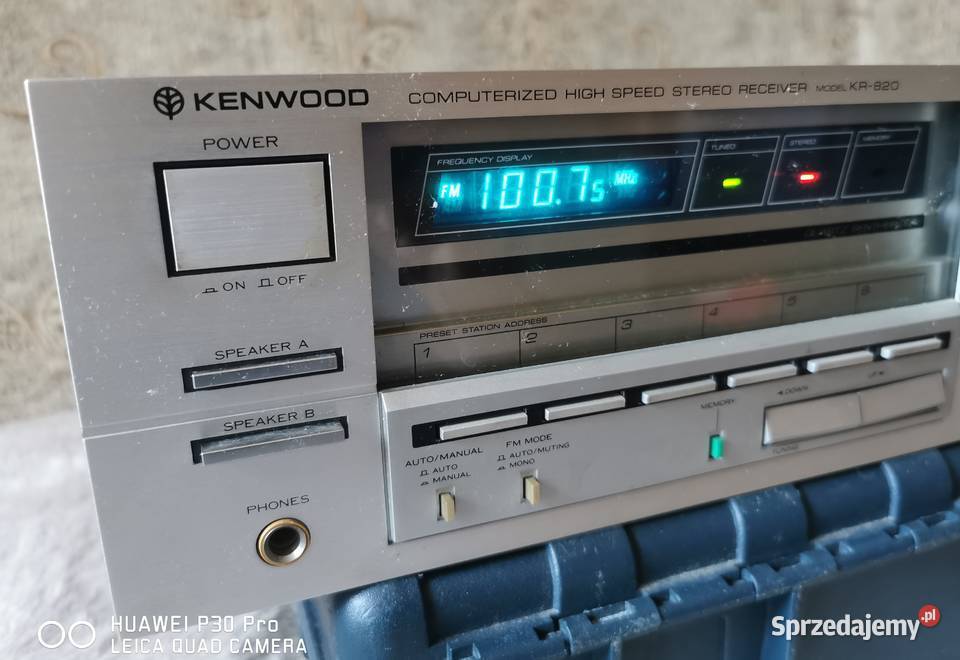 KENWOOD
COMPUTERIZED HIGH SPEED STEREO RECEIVER MODEL KR-820
POWER
ON OFF
FREQUENCY DISPLAY
FM 100.75 MHz
TUNED
STEREO
MEMORY
PRESET STATION ADDRESS
1 2 3 4 5 6
SPEAKER A
SPEAKER B
MEMORY
DOWN
UP
TUNING
AUTO/MANUAL
AUTO
MANUAL
FM MODE
AUTO/MUTING
MONO
PHONES
HUAWEI P30 Pro
LEICA QUAD CAMERA
Sprzedajemy.pl